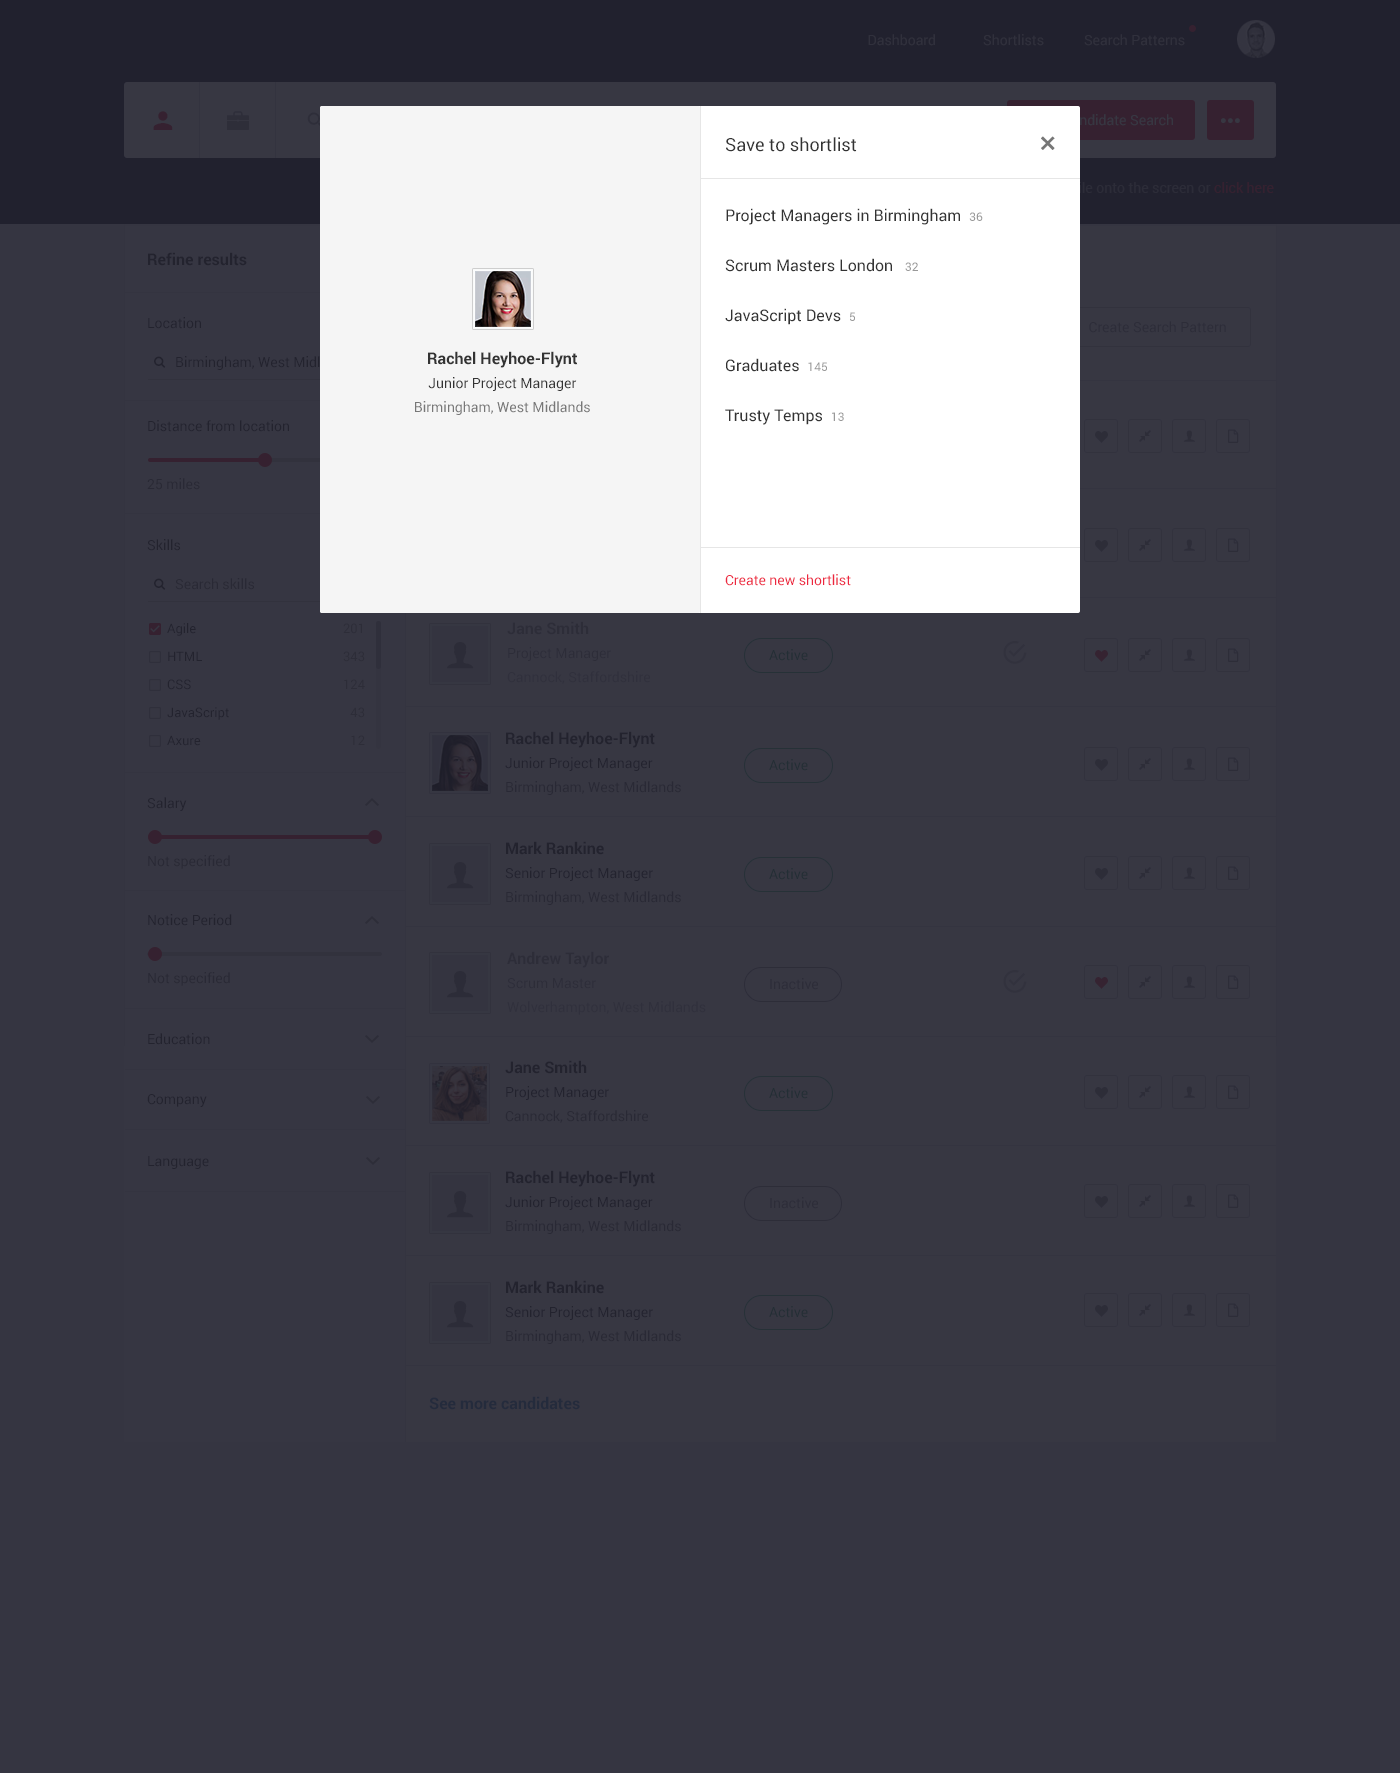 Dashboard
Shortlists
Search Patterns
ndidate Search
le onto the screen or click here
Save to shortlist
Project Managers in Birmingham 36
Scrum Masters London 32
JavaScript Devs 5
Graduates 145
Trusty Temps 13
Create new shortlist
Rachel Heyhoe-Flynt
Junior Project Manager
Birmingham, West Midlands
Refine results
Location
Birmingham, West Midl
Distance from location
25 miles
Skills
Search skills
Agile 201
HTML 343
CSS 124
JavaScript 43
Axure 12
Salary
Not specified
Notice Period
Not specified
Education
Company
Language
Create Search Pattern
Jane Smith
Project Manager
Cannock, Staffordshire
Active
Rachel Heyhoe-Flynt
Junior Project Manager
Birmingham, West Midlands
Active
Mark Rankine
Senior Project Manager
Birmingham, West Midlands
Active
Andrew Taylor
Scrum Master
Wolverhampton, West Midlands
Inactive
Jane Smith
Project Manager
Cannock, Staffordshire
Active
Rachel Heyhoe-Flynt
Junior Project Manager
Birmingham, West Midlands
Inactive
Mark Rankine
Senior Project Manager
Birmingham, West Midlands
Active
See more candidates